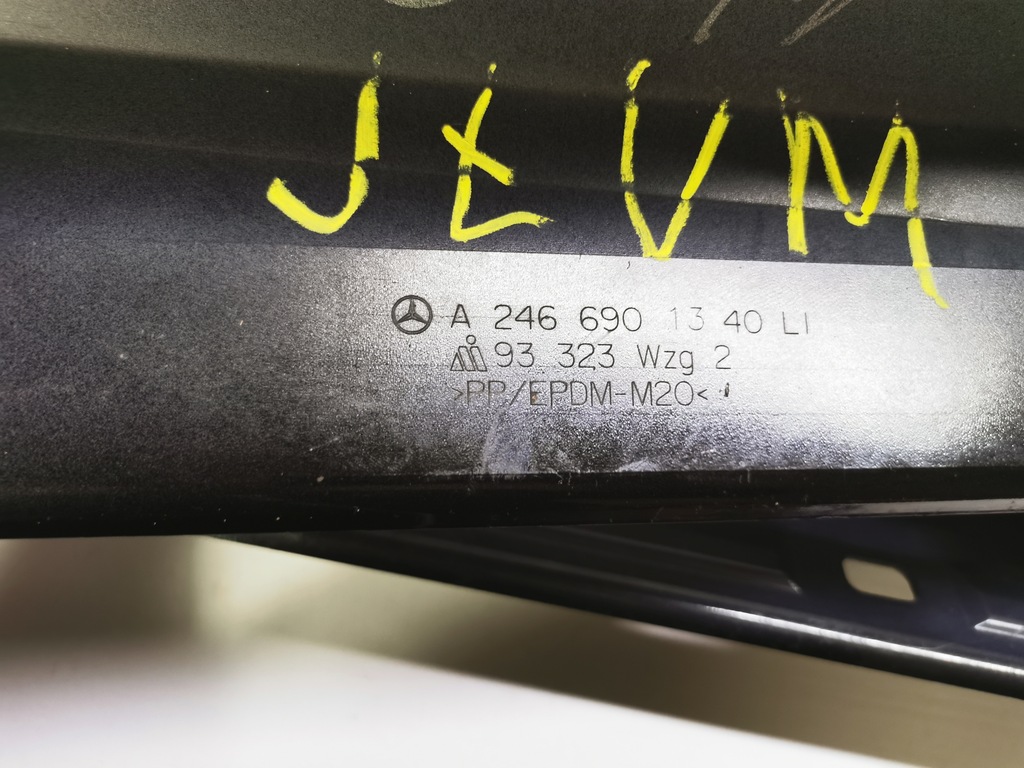 JEVM
A 246 690 13 40 LI
93 323 Wzg 2
>PP/EPDM-M20<